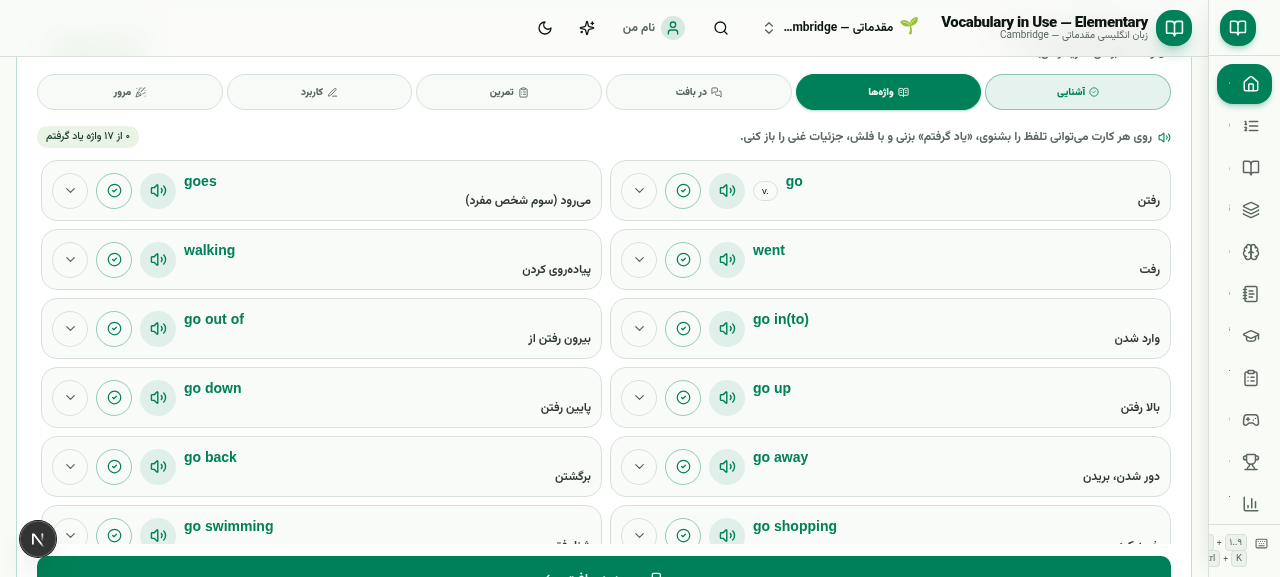 Vocabulary in Use — Elementary
زبان انگلیسی مقدماتی — Cambridge
مقدماتی — mbridge...
نام من
آشنایی
واژه‌ها
در بافت
تمرین
کاربرد
مرور
روی هر کارت می‌توانی تلفظ را بشنوی، «یاد گرفتم» بزنی و با فلش، جزئیات غنی را باز کنی.
۰ از ۱۷ واژه یاد گرفتم
go
v.
رفتن
goes
می‌رود (سوم شخص مفرد)
went
رفت
walking
پیاده‌روی کردن
go in(to)
وارد شدن
go out of
بیرون رفتن از
go up
بالا رفتن
go down
پایین رفتن
go away
دور شدن، بریدن
go back
برگشتن
go shopping
go swimming
N
+ ۱..۹
+ K